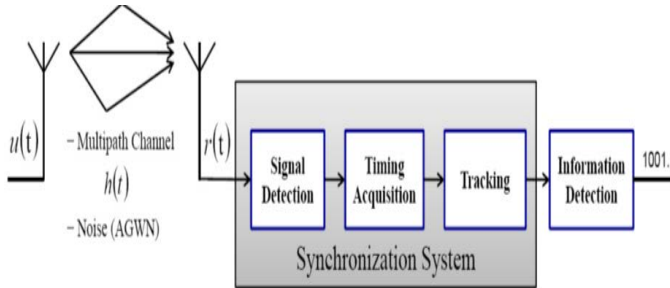 u(t)
– Multipath Channel
h(t)
– Noise (AGWN)
r(t)
Signal
Detection
Timing
Acquisition
Tracking
Information
Detection
1001.
Synchronization System